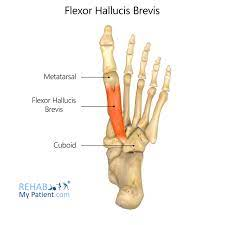 Flexor Hallucis Brevis
Metatarsal
Flexor Hallucis
Brevis
Cuboid
REHAB
My Patient.com